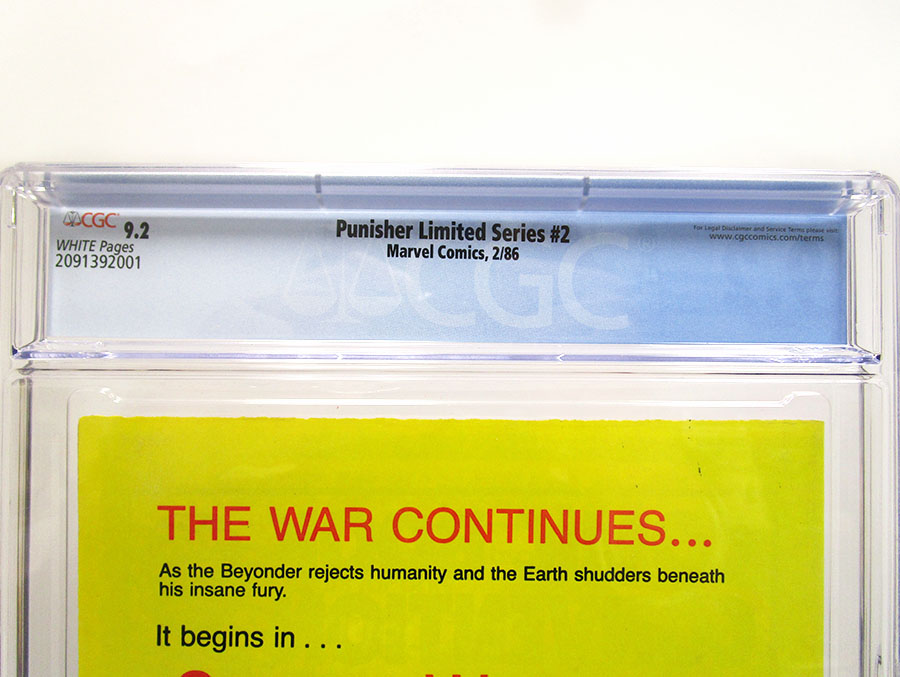 CGC 9.2
WHITE Pages
2091392001
Punisher Limited Series #2
Marvel Comics, 2/86
For Legal Disclaimer and Service Terms please visit:
www.cgccomics.com/terms
CGC
THE WAR CONTINUES...
As the Beyonder rejects humanity and the Earth shudders beneath
his insane fury.
It begins in . . .